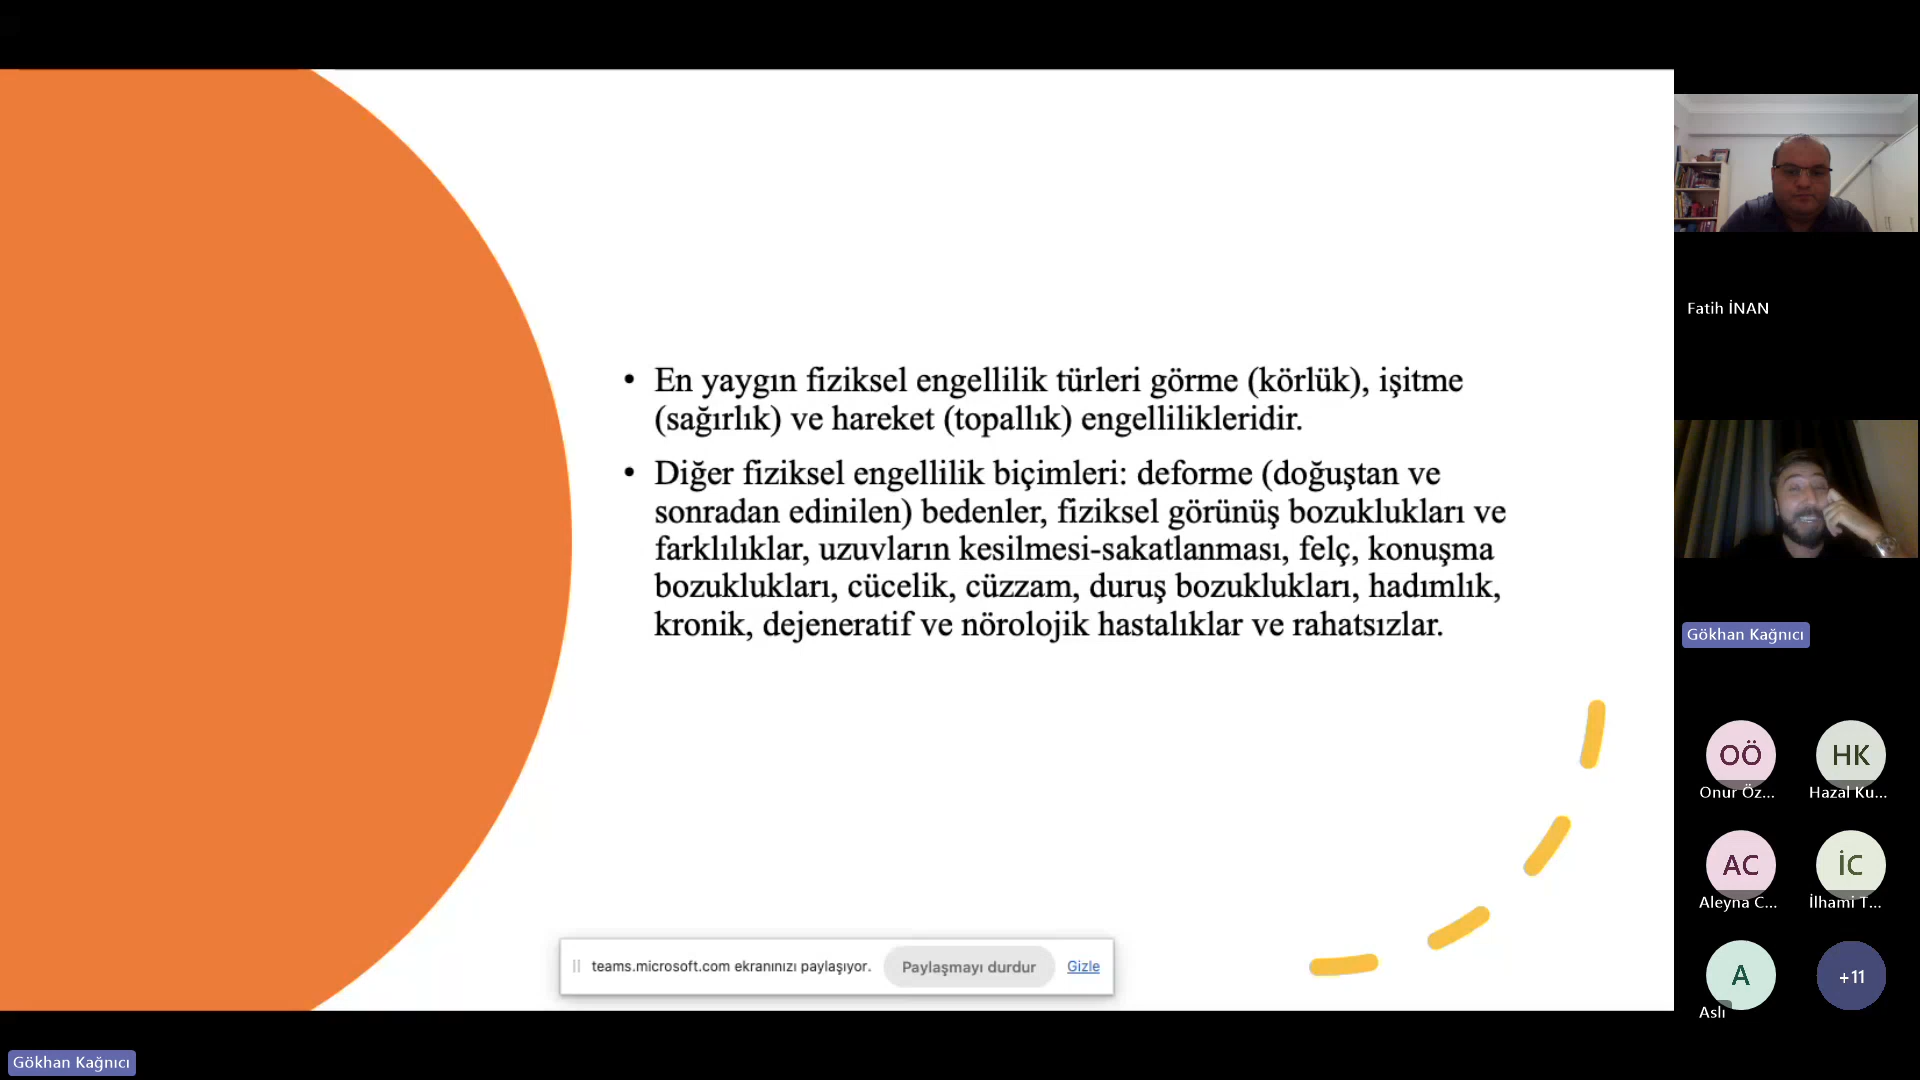 • En yaygın fiziksel engellilik türleri görme (körlük), işitme
(sağırlık) ve hareket (topallık) engellilikleridir.
• Diğer fiziksel engellilik biçimleri: deforme (doğuştan ve
sonradan edinilen) bedenler, fiziksel görünüş bozuklukları ve
farklılıklar, uzuvların kesilmesi-sakatlanması, felç, konuşma
bozuklukları, cücelik, cüzzam, duruş bozuklukları, hadımlık,
kronik, dejeneratif ve nörolojik hastalıklar ve rahatsızlar.
teams.microsoft.com ekranınızı paylaşıyor. Paylaşmayı durdur Gizle
Fatih İNAN
Gökhan Kağnıcı
OÖ HK
Onur Öz... Hazal Ku...
AC İC
Aleyna C... İlhami T...
A +11
Aslı
Gökhan Kağnıcı